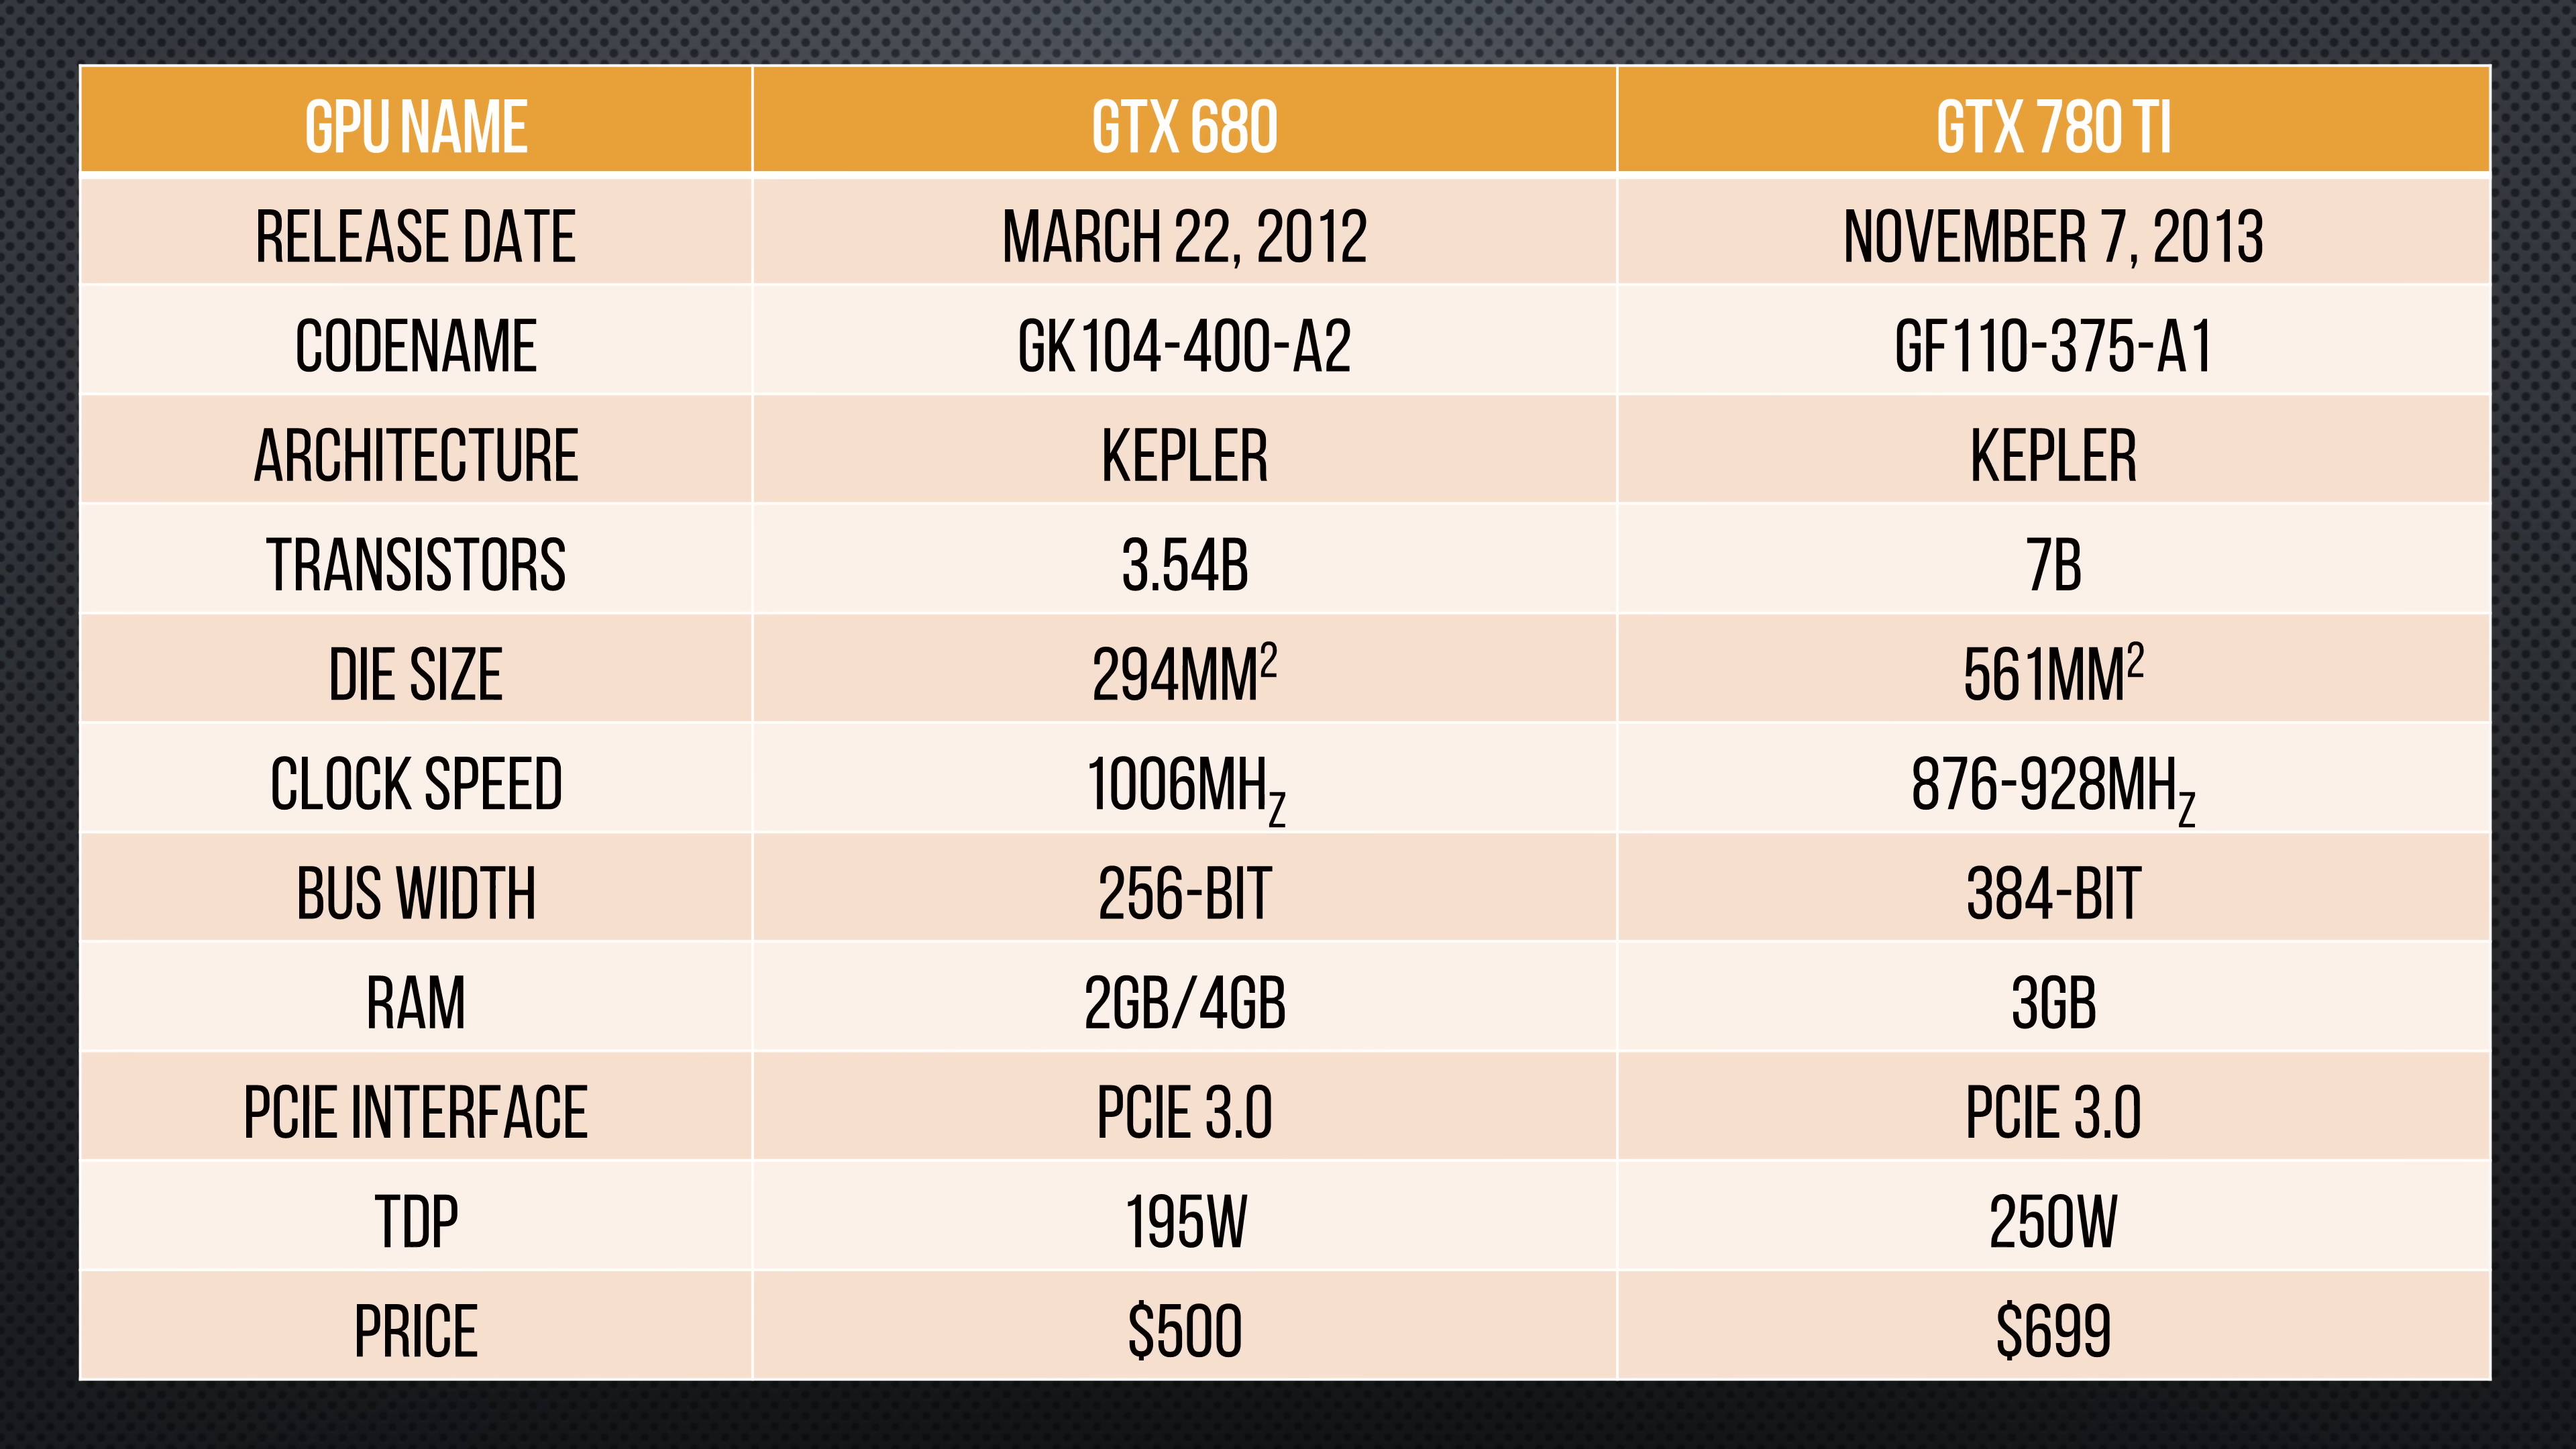 GPU NAME GTX 680 GTX 780 TI
RELEASE DATE MARCH 22, 2012 NOVEMBER 7, 2013
CODENAME GK104-400-A2 GF110-375-A1
ARCHITECTURE KEPLER KEPLER
TRANSISTORS 3.54B 7B
DIE SIZE 294MM² 561MM²
CLOCK SPEED 1006MHZ 876-928MHZ
BUS WIDTH 256-BIT 384-BIT
RAM 2GB/4GB 3GB
PCIE INTERFACE PCIE 3.0 PCIE 3.0
TDP 195W 250W
PRICE $500 $699